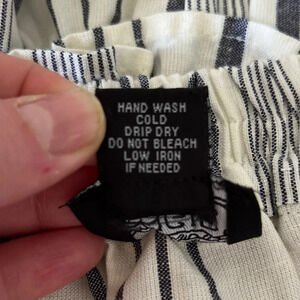 HAND WASH
COLD
DRIP DRY
DO NOT BLEACH
LOW IRON
IF NEEDED